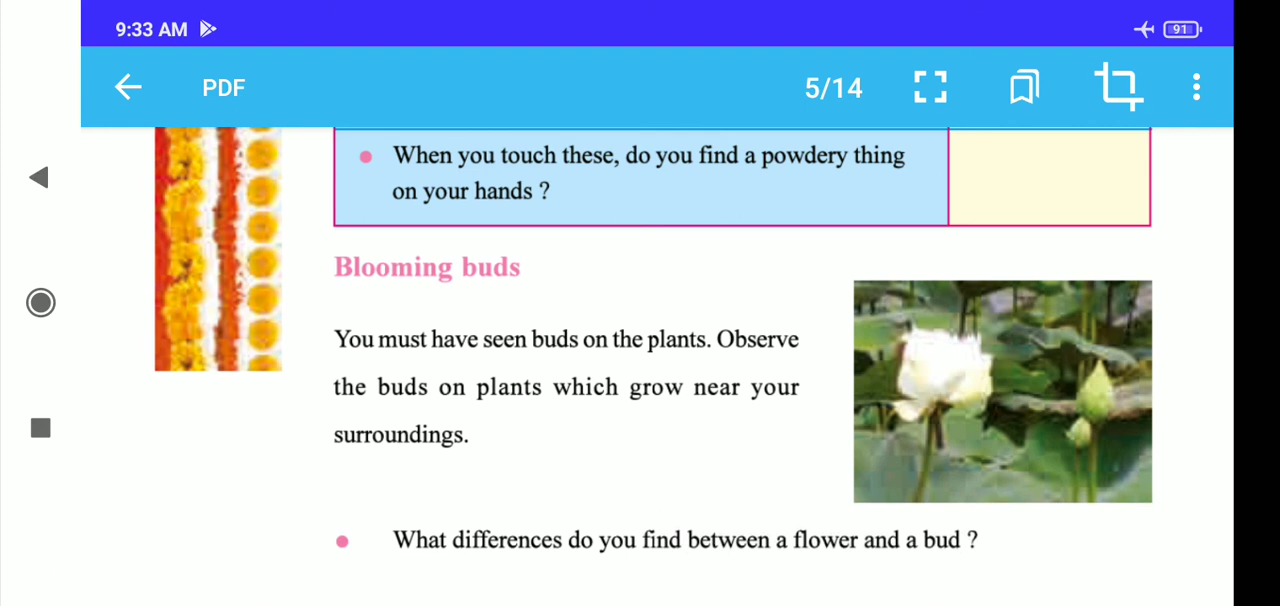 9:33 AM
91
PDF
5/14
When you touch these, do you find a powdery thing
on your hands ?
Blooming buds
You must have seen buds on the plants. Observe
the buds on plants which grow near your
surroundings.
What differences do you find between a flower and a bud ?